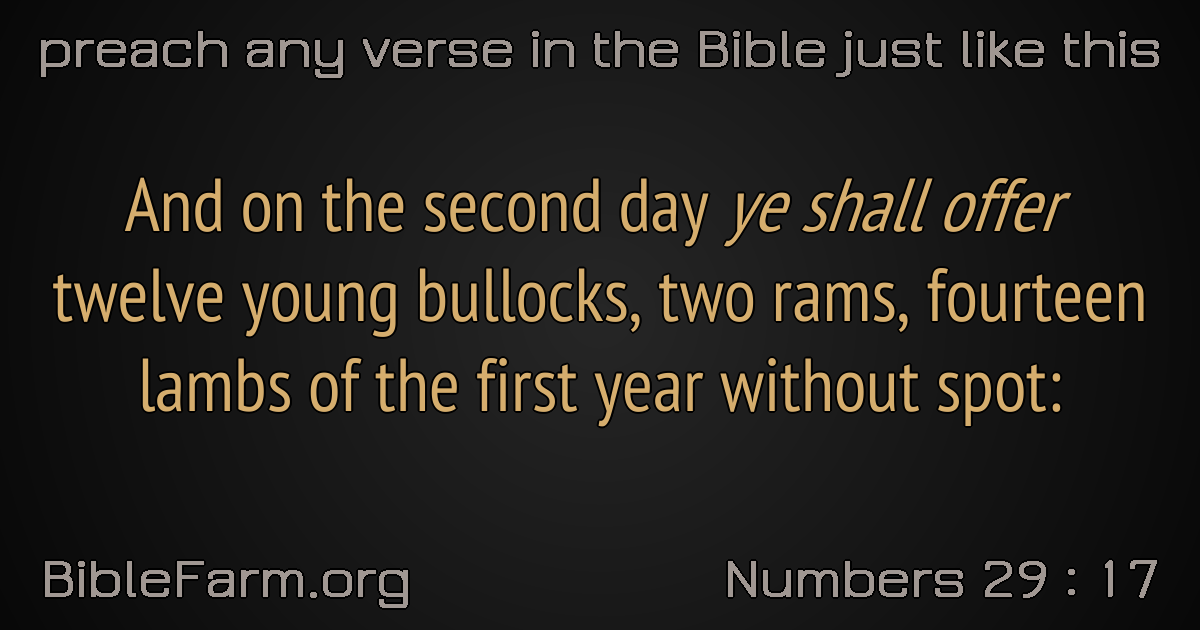 preach any verse in the Bible just like this
And on the second day ye shall offer
twelve young bullocks, two rams, fourteen
lambs of the first year without spot:
BibleFarm.org
Numbers 29 : 17